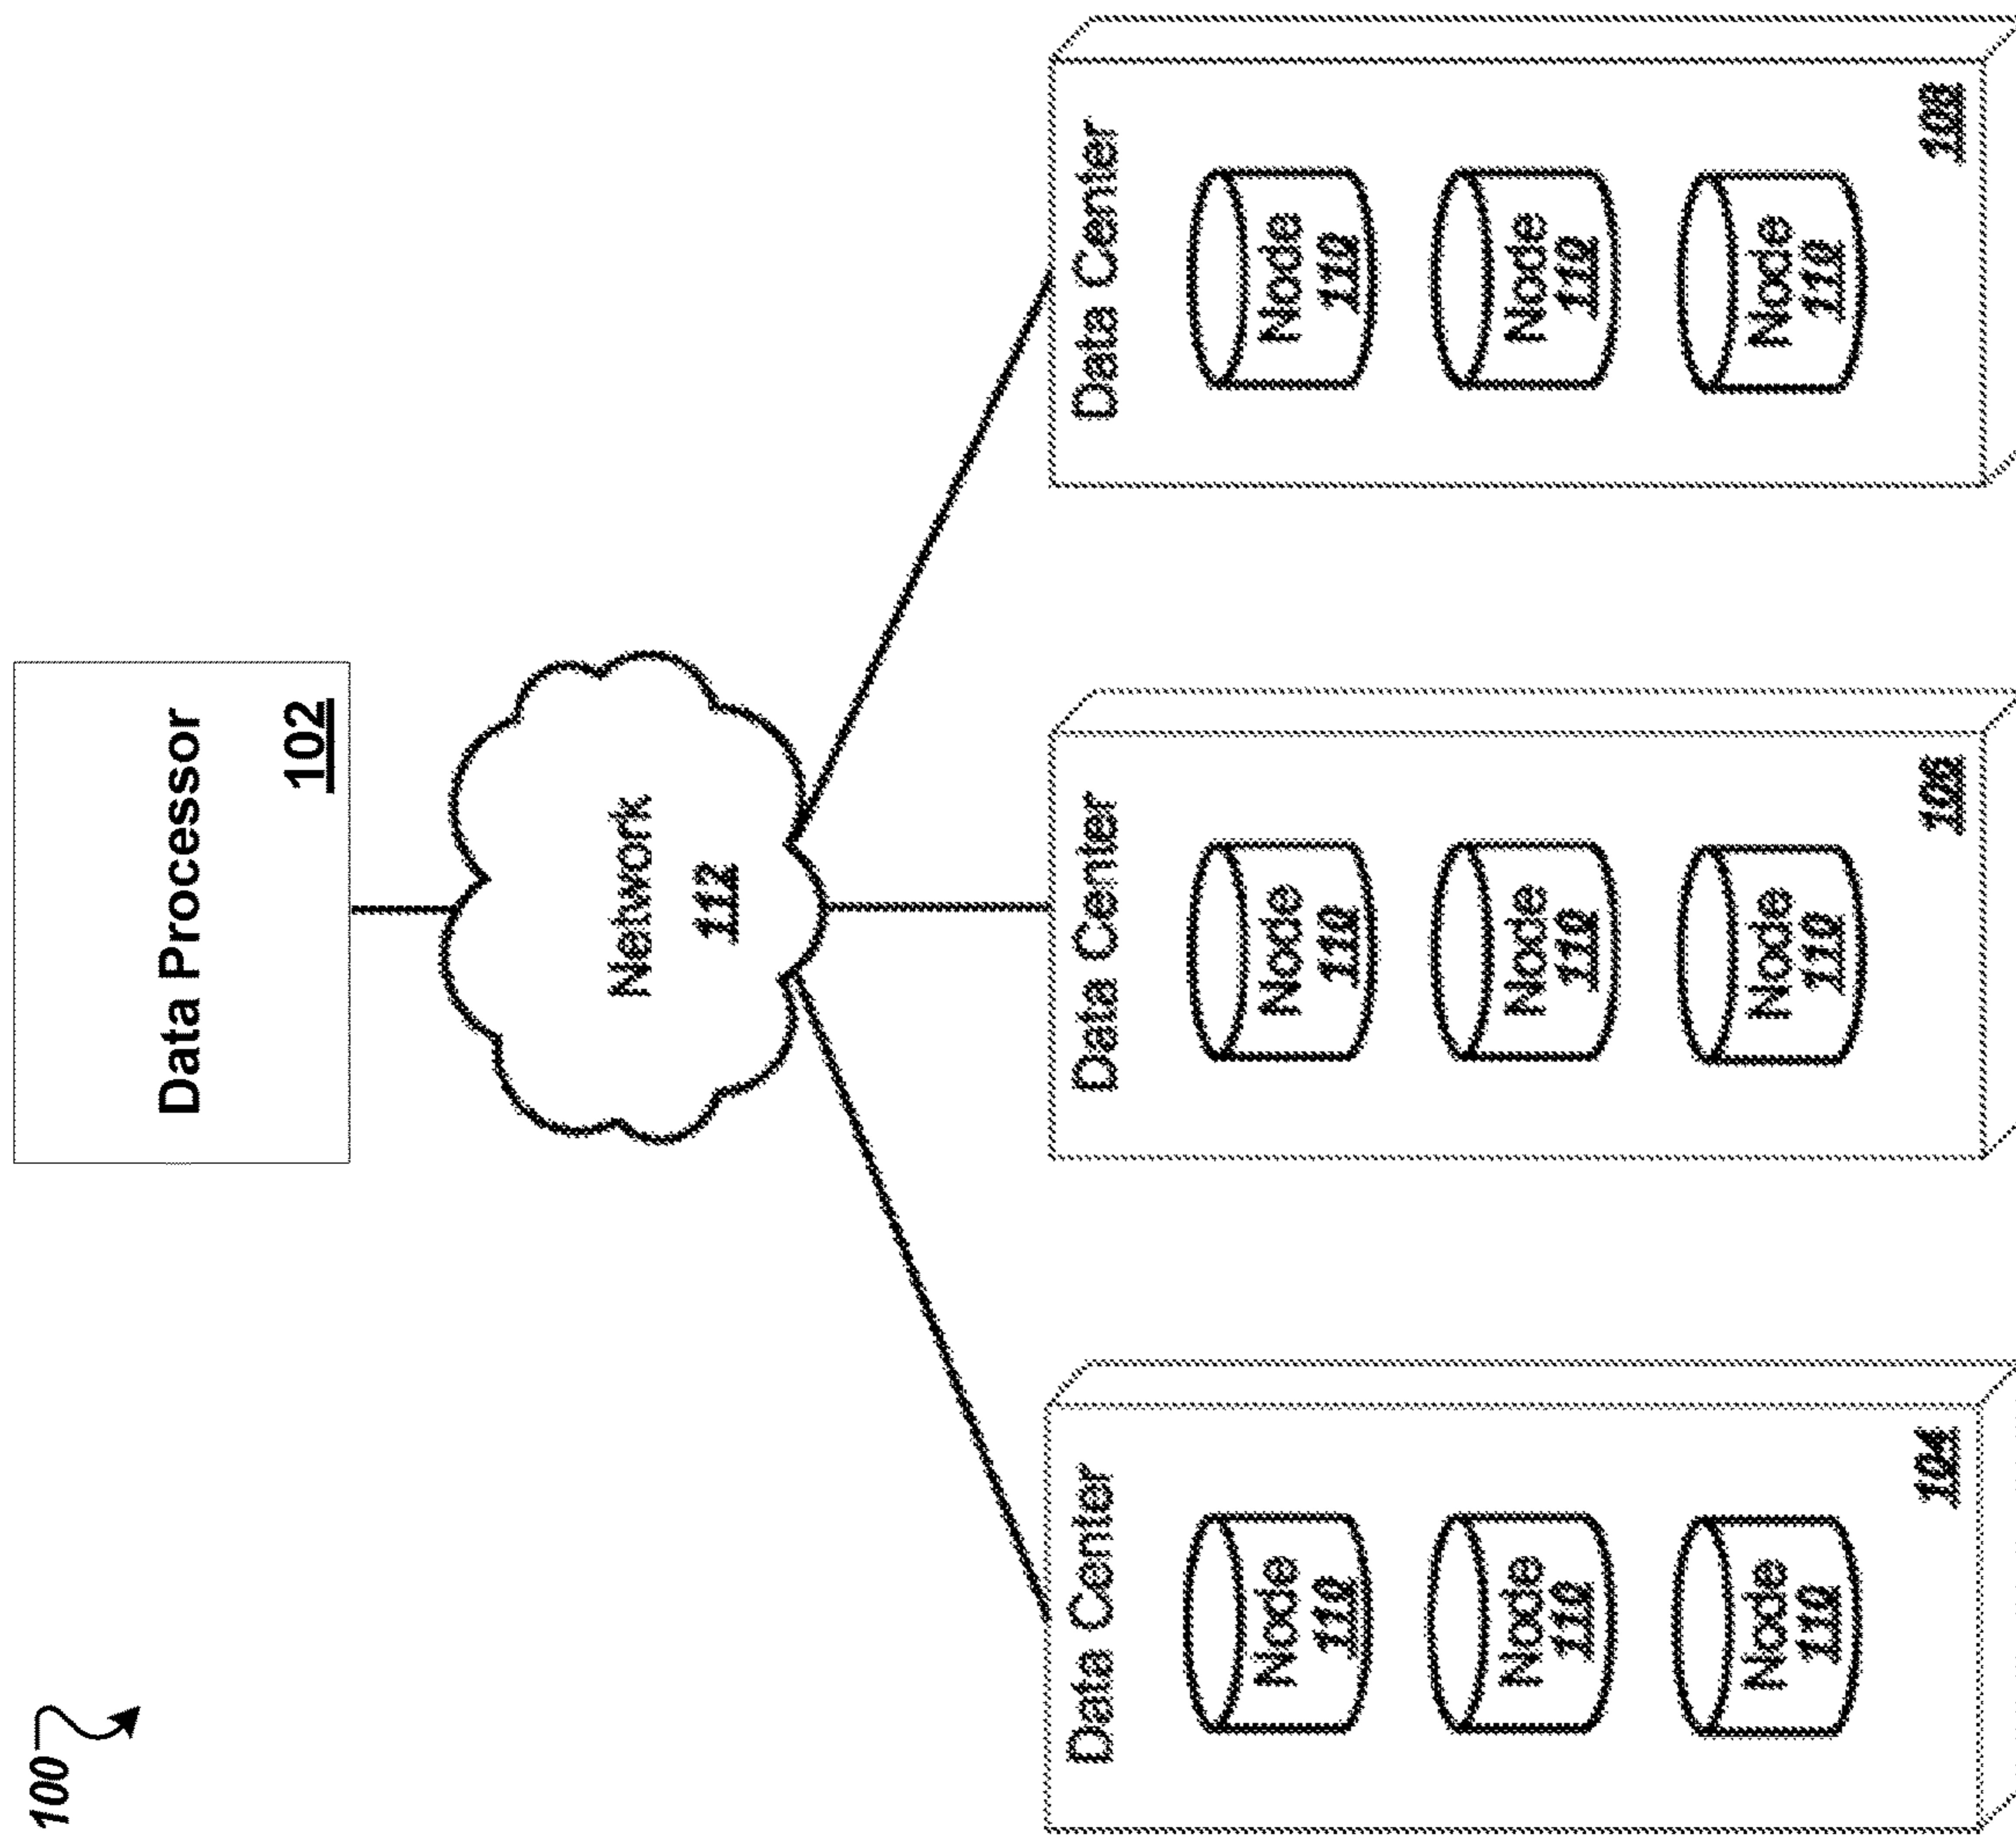 100
Data Processor
102
Network
112
Data Center
Node
110
Node
110
Node
110
104
Data Center
Node
110
Node
110
Node
110
106
Data Center
Node
110
Node
110
Node
110
108